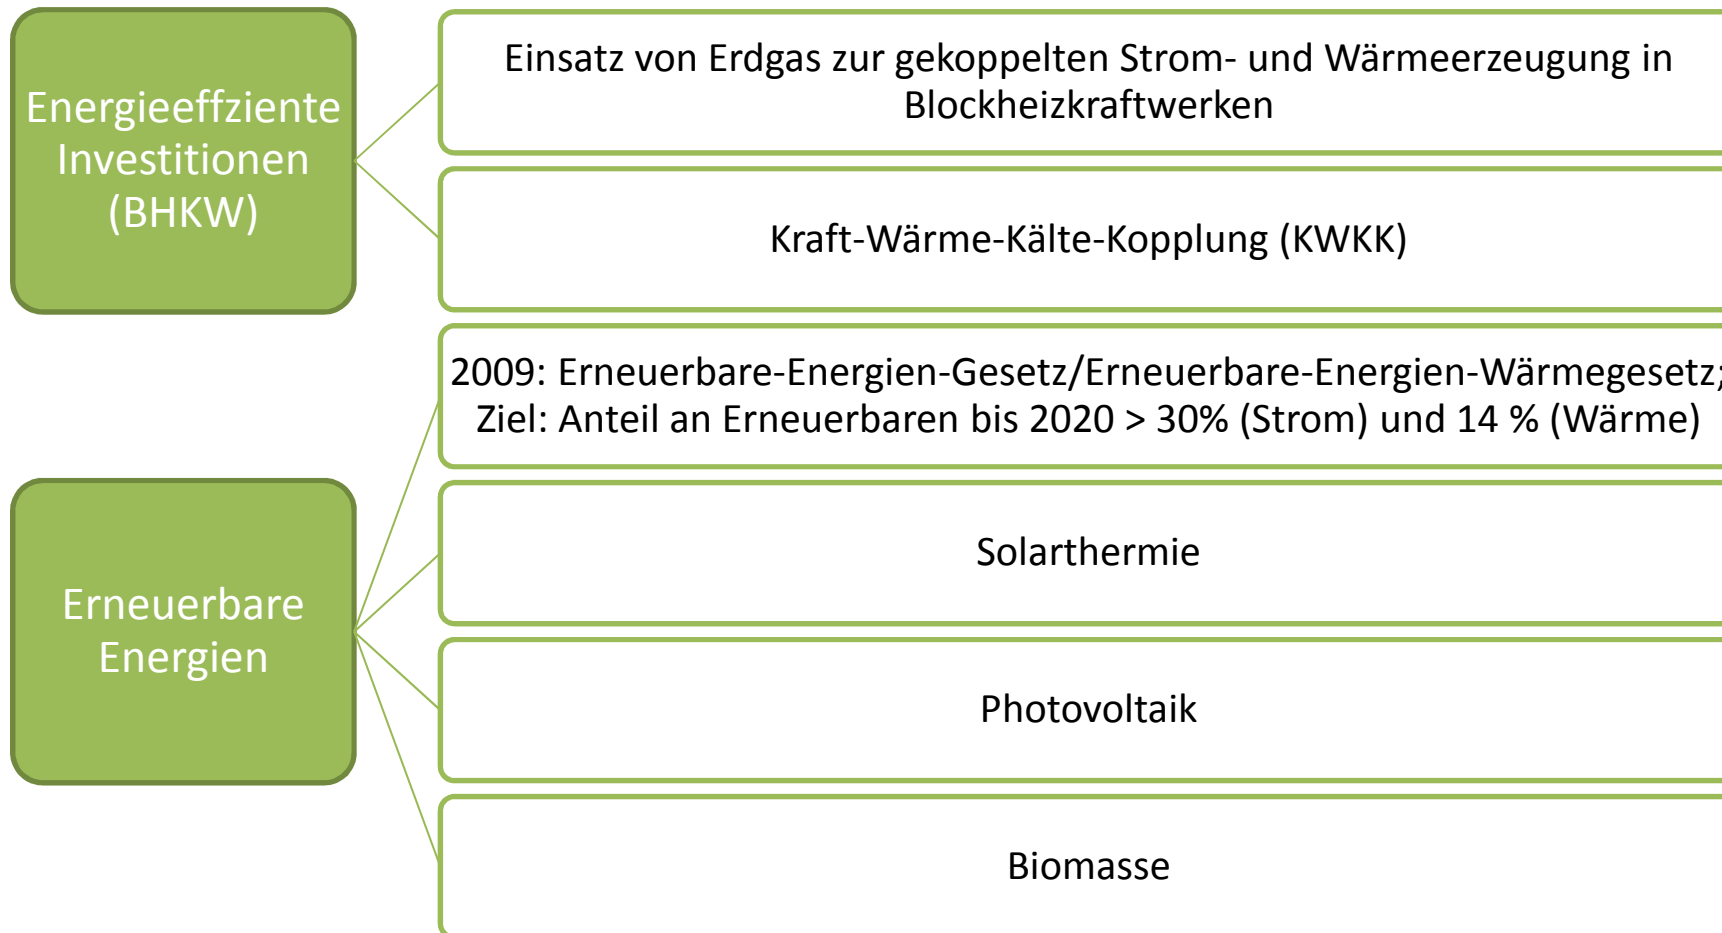 Energieeffziente
Investitionen
(BHKW)
Einsatz von Erdgas zur gekoppelten Strom- und Wärmeerzeugung in
Blockheizkraftwerken
Kraft-Wärme-Kälte-Kopplung (KWKK)
Erneuerbare
Energien
2009: Erneuerbare-Energien-Gesetz/Erneuerbare-Energien-Wärmegesetz;
Ziel: Anteil an Erneuerbaren bis 2020 > 30% (Strom) und 14 % (Wärme)
Solarthermie
Photovoltaik
Biomasse